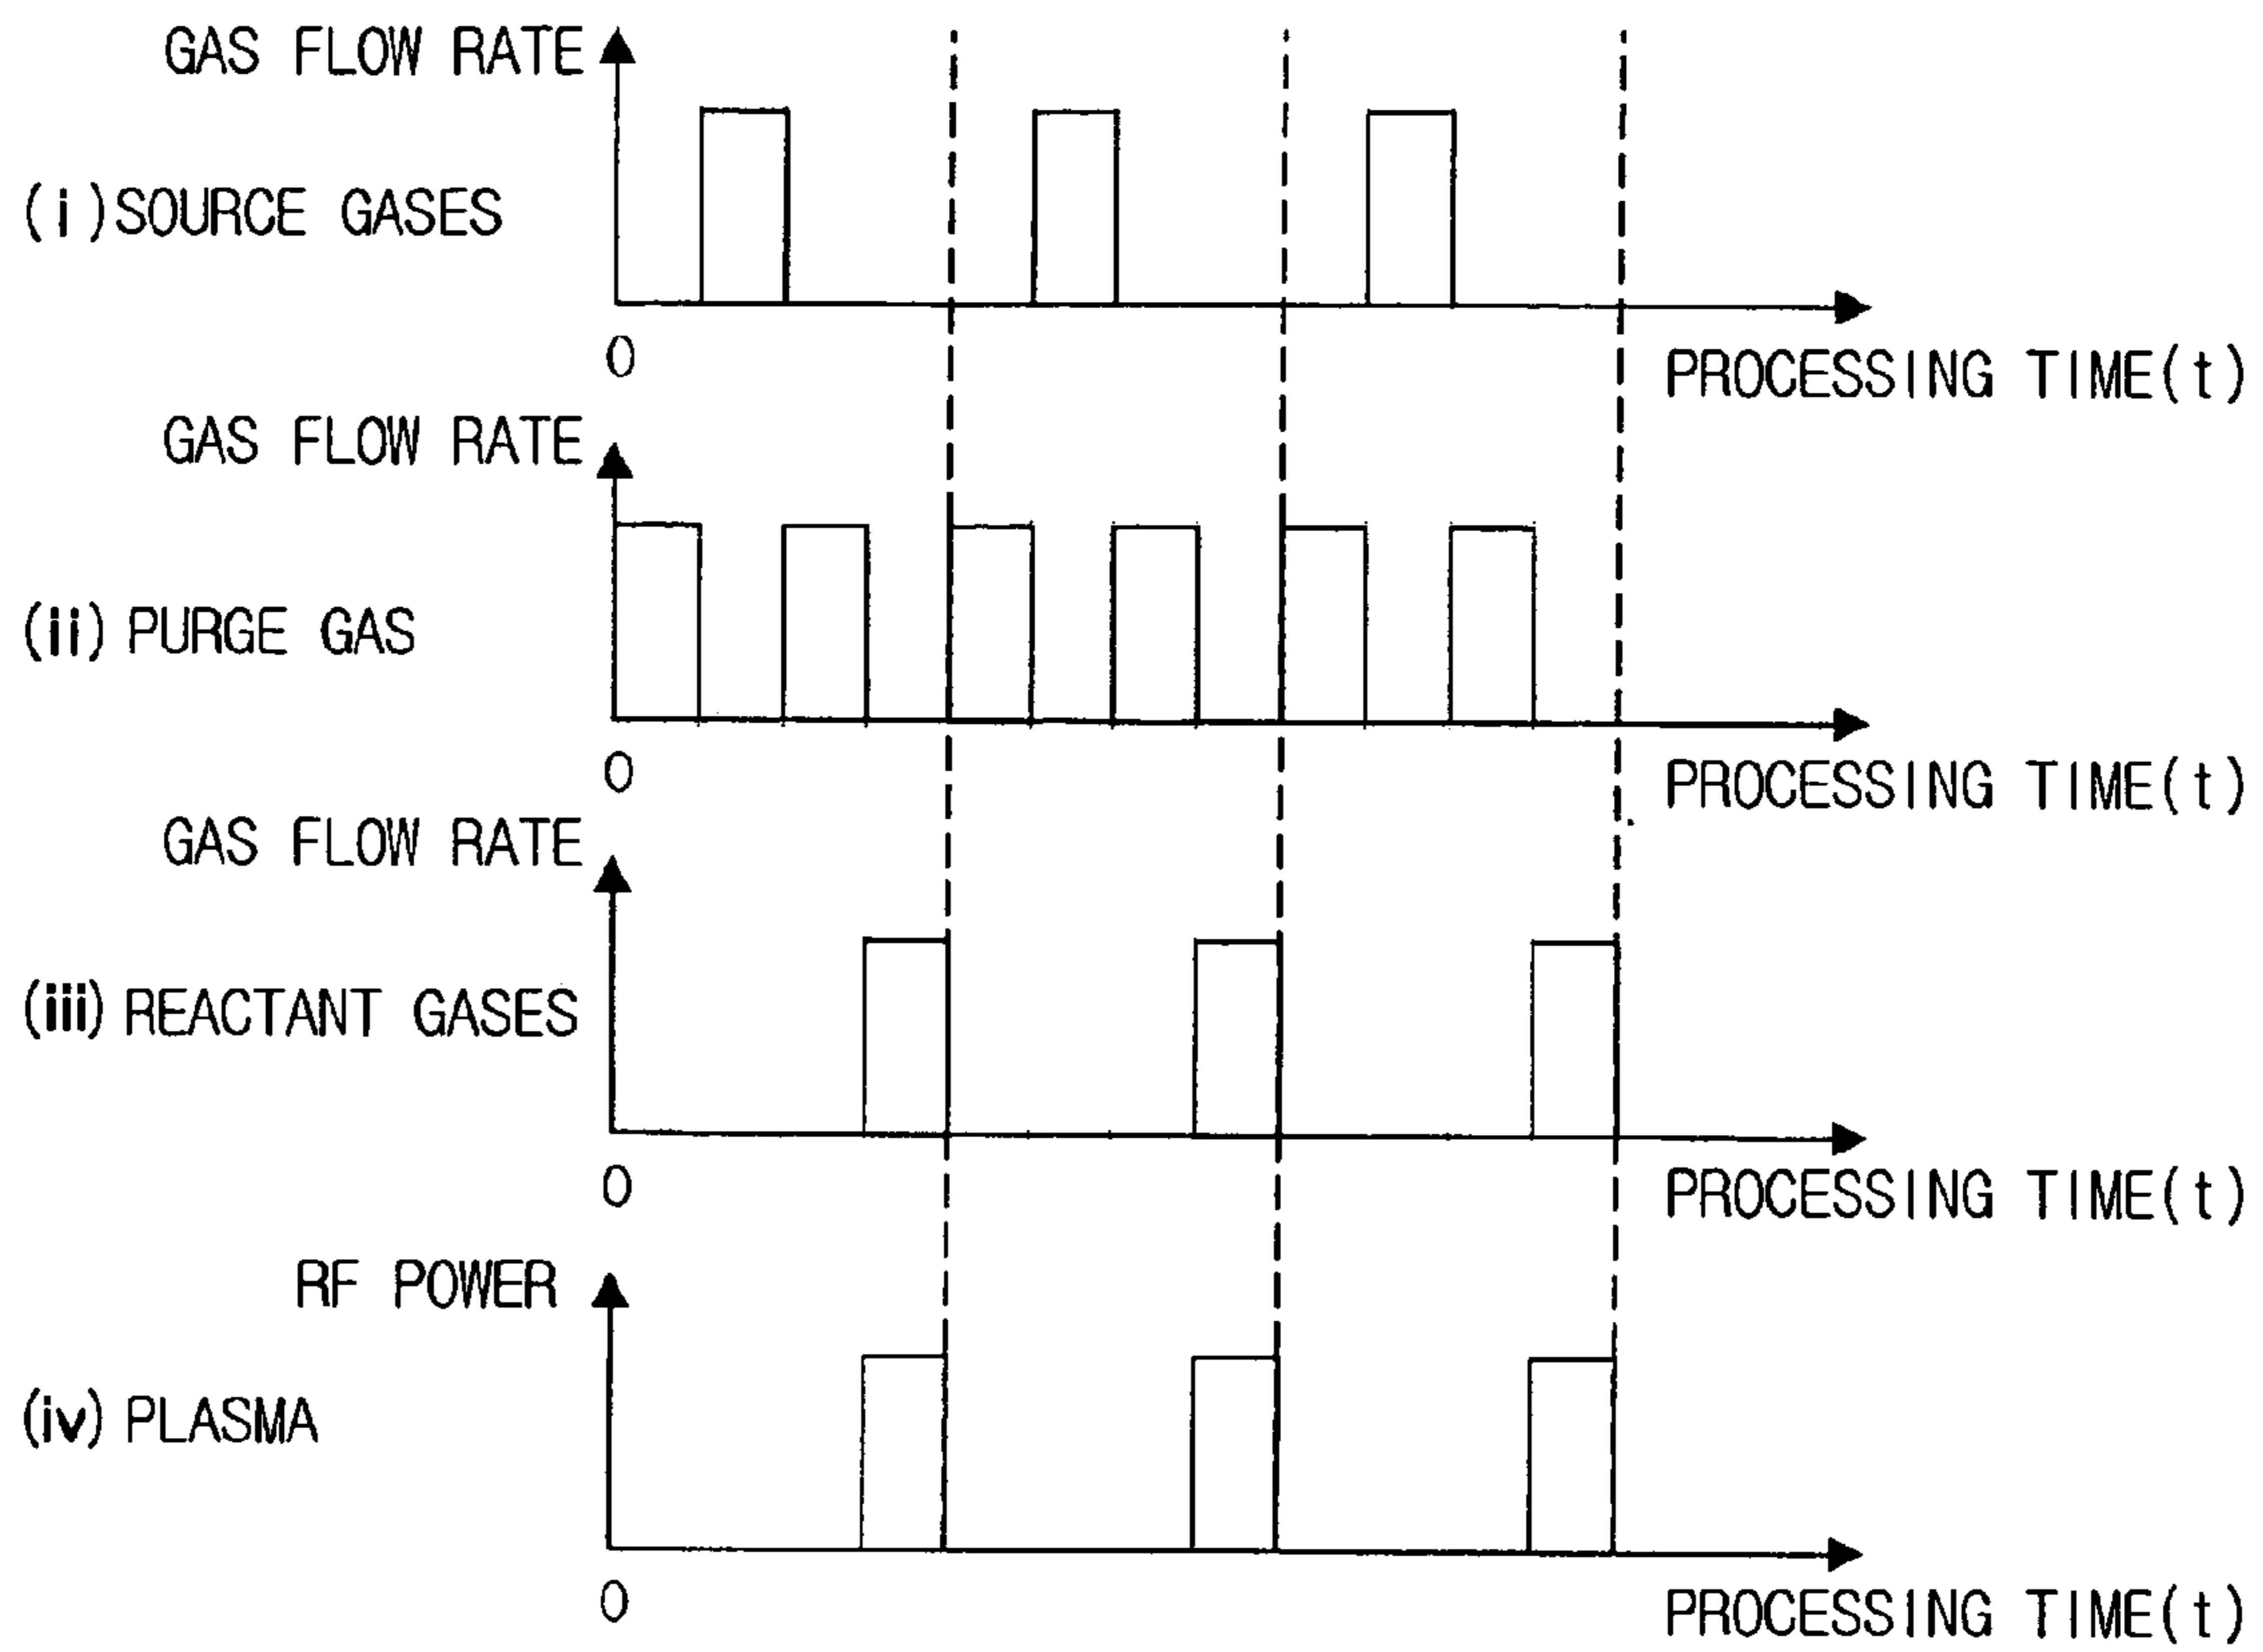 GAS FLOW RATE
(i) SOURCE GASES
0
PROCESSING TIME(t)
GAS FLOW RATE
(ii) PURGE GAS
0
PROCESSING TIME(t)
GAS FLOW RATE
(iii) REACTANT GASES
0
PROCESSING TIME(t)
RF POWER
(iv) PLASMA
0
PROCESSING TIME(t)